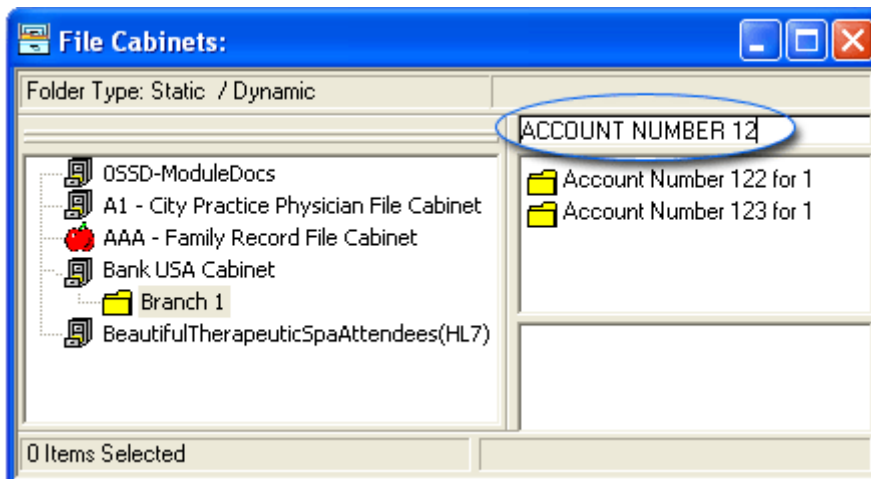 File Cabinets:
Folder Type: Static / Dynamic
ACCOUNT NUMBER 12
0SSD-ModuleDocs
A1 - City Practice Physician File Cabinet
AAA - Family Record File Cabinet
Bank USA Cabinet
Branch 1
BeautifulTherapeuticSpaAttendees(HL7)
Account Number 122 for 1
Account Number 123 for 1
0 Items Selected